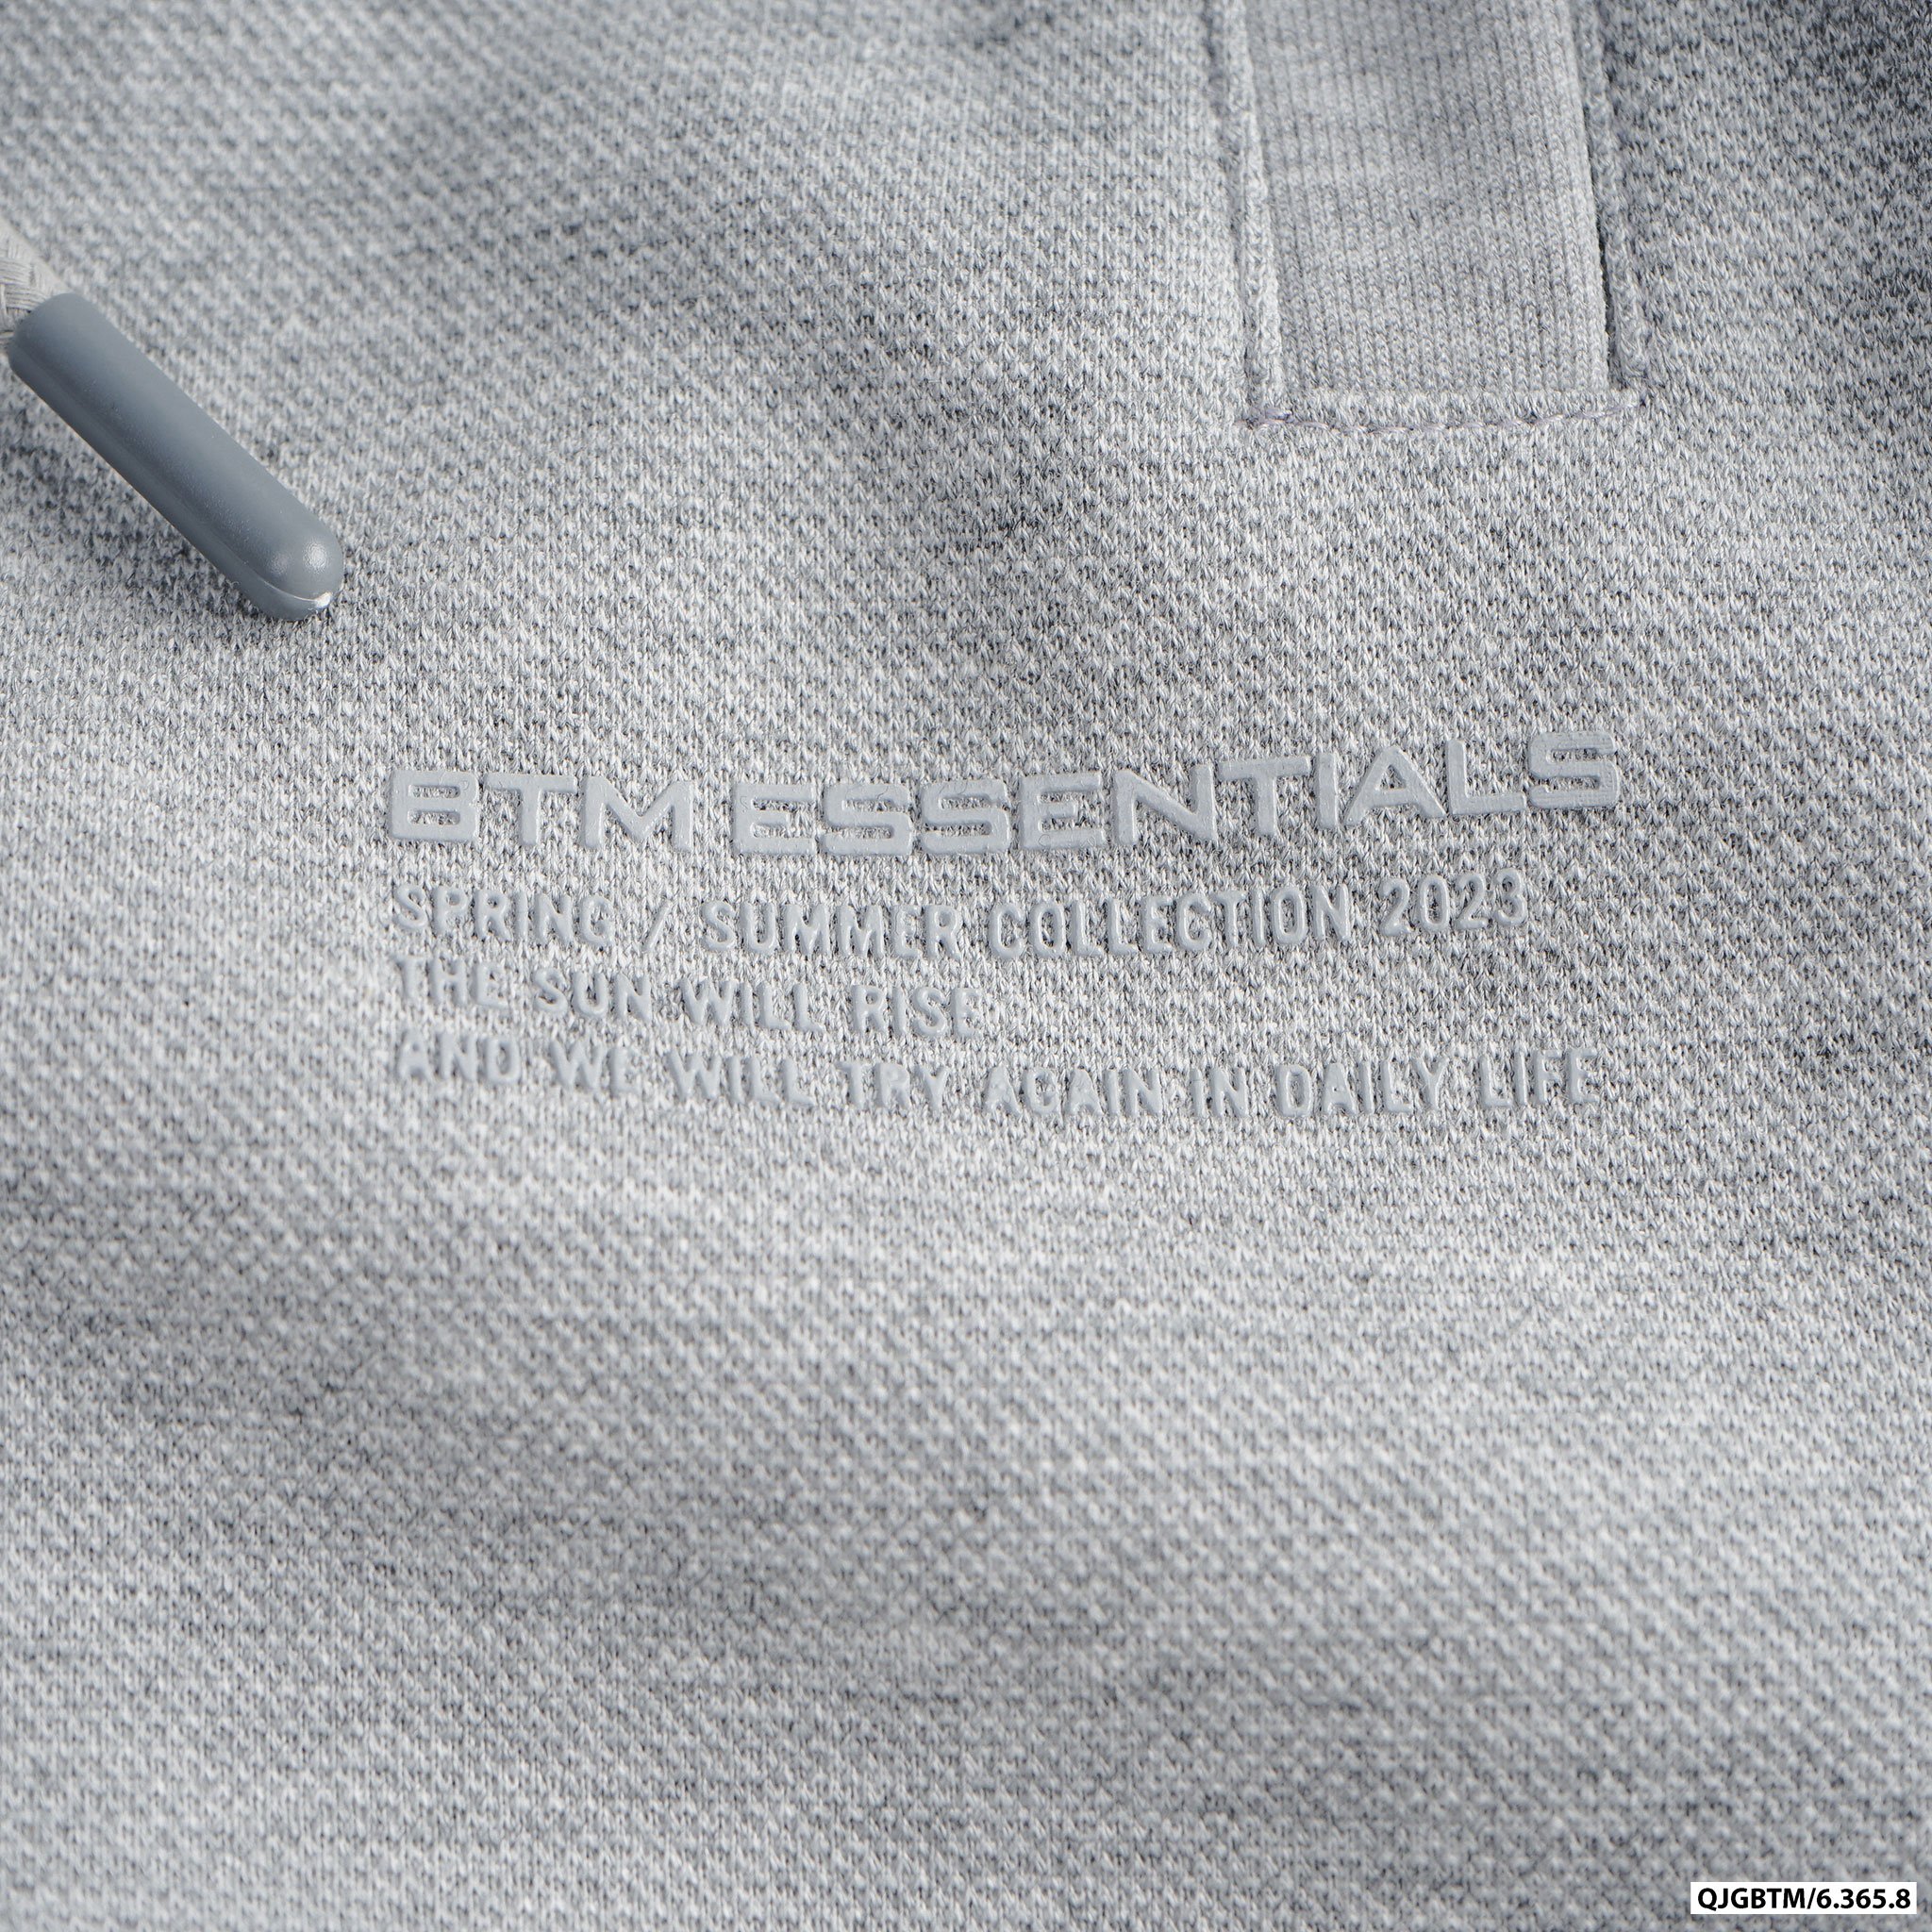 BTM ESSENTIALS
SPRING / SUMMER COLLECTION 2023
THE SUN WILL RISE
AND WE WILL TRY AGAIN IN DAILY LIFE
QJGBTM/6.365.8